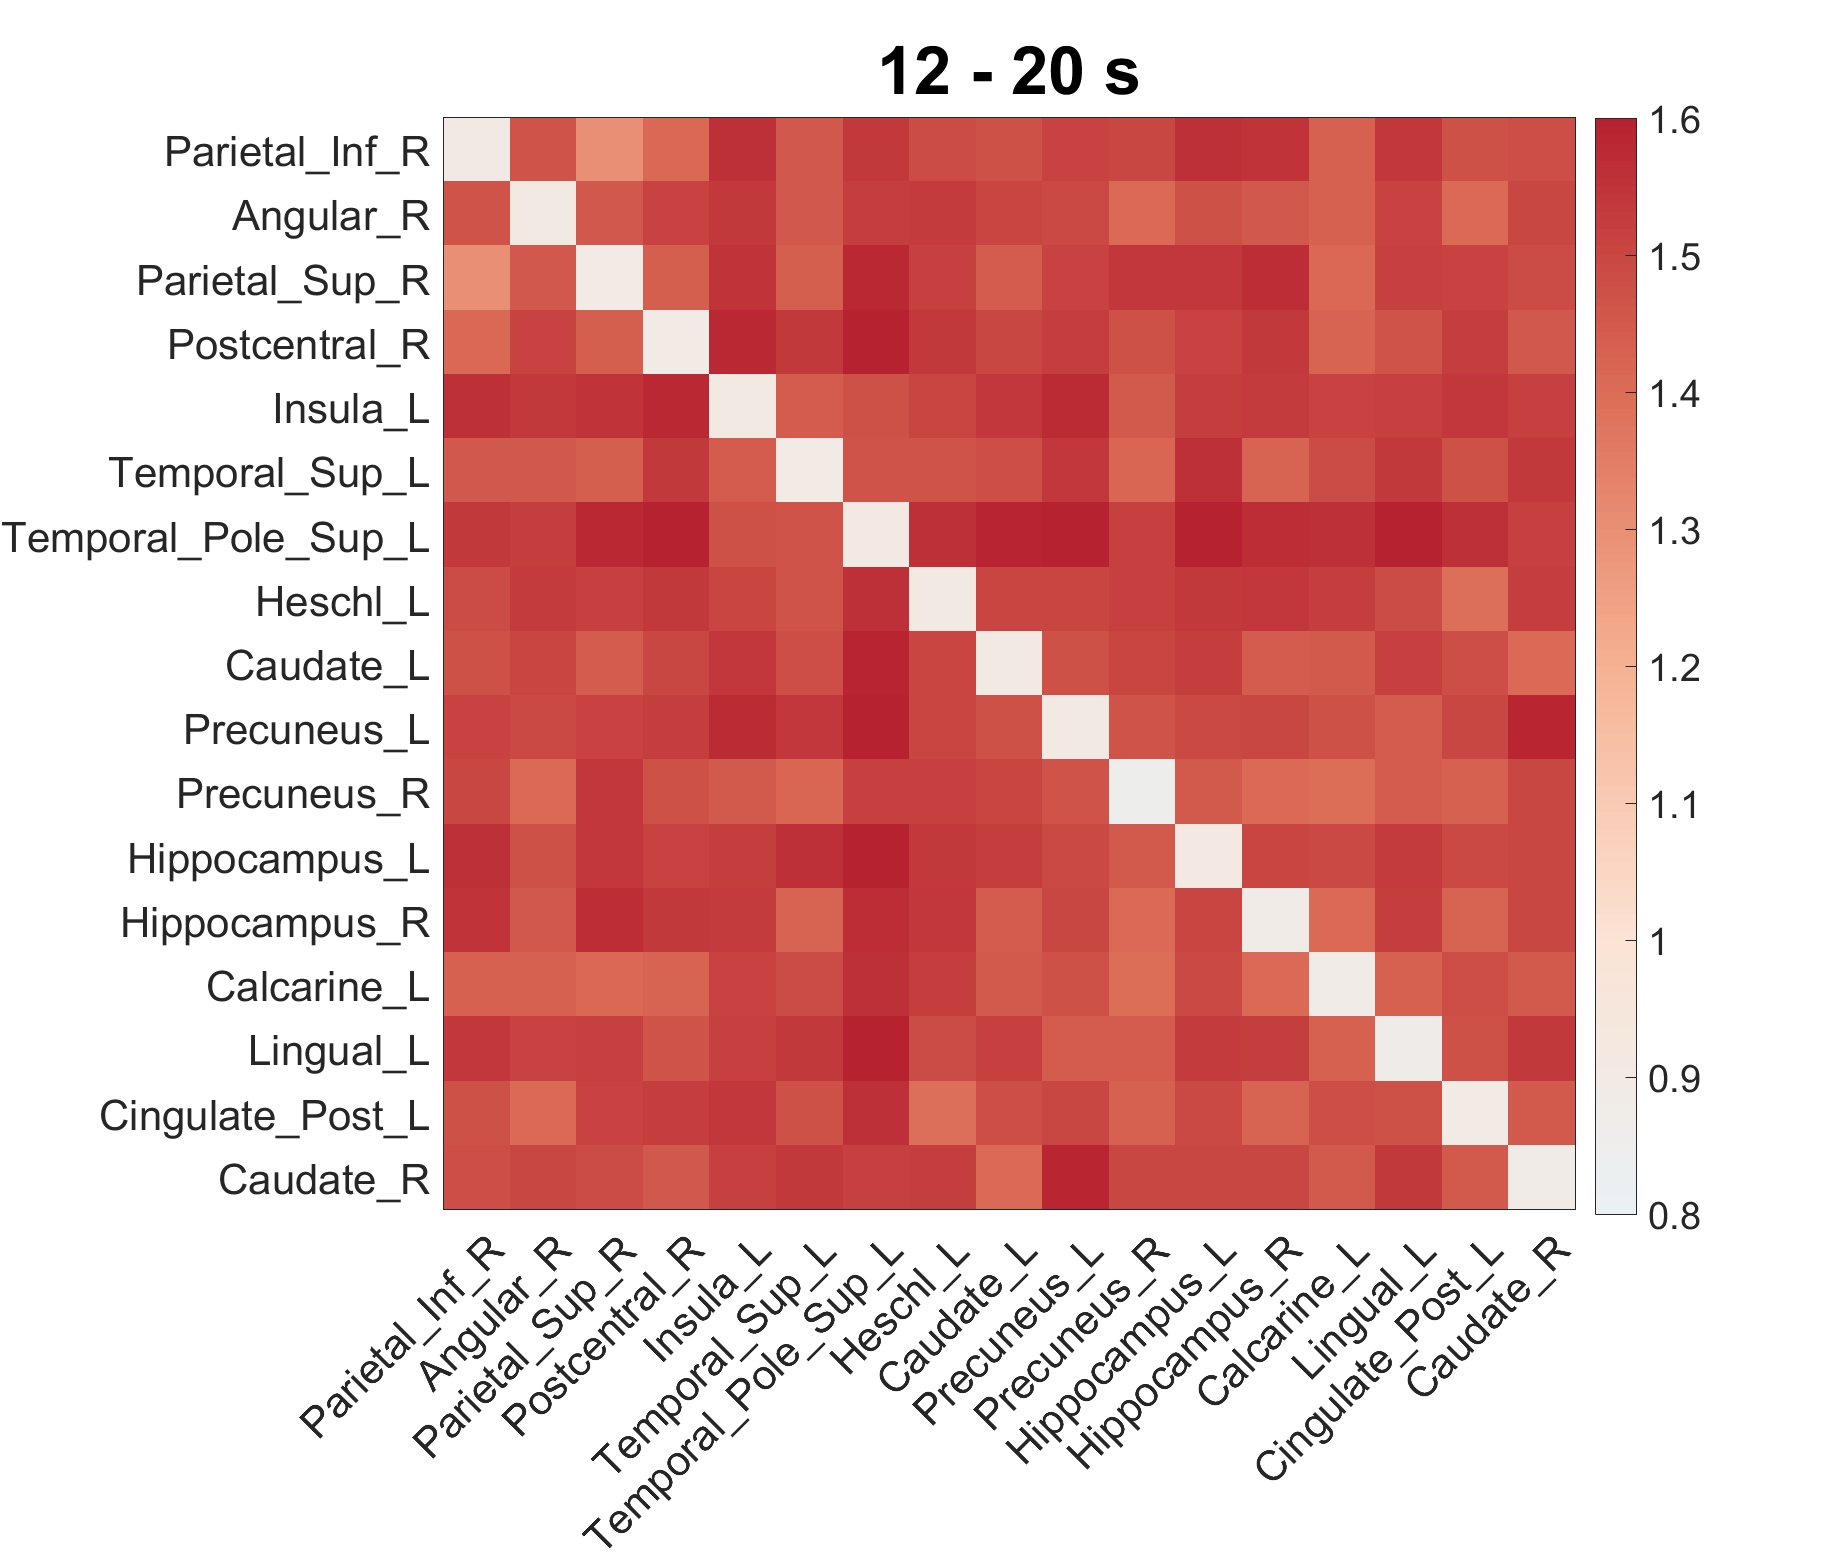 12 - 20 s
Parietal_Inf_R
Angular_R
Parietal_Sup_R
Postcentral_R
Insula_L
Temporal_Sup_L
Temporal_Pole_Sup_L
Heschl_L
Caudate_L
Precuneus_L
Precuneus_R
Hippocampus_L
Hippocampus_R
Calcarine_L
Lingual_L
Cingulate_Post_L
Caudate_R
1.6
1.5
1.4
1.3
1.2
1.1
1
0.9
0.8
Parietal_Inf_R
Angular_R
Parietal_Sup_R
Postcentral_R
Insula_L
Temporal_Sup_L
Temporal_Pole_Sup_L
Heschl_L
Caudate_L
Precuneus_L
Precuneus_R
Hippocampus_L
Hippocampus_R
Calcarine_L
Lingual_L
Cingulate_Post_L
Caudate_R